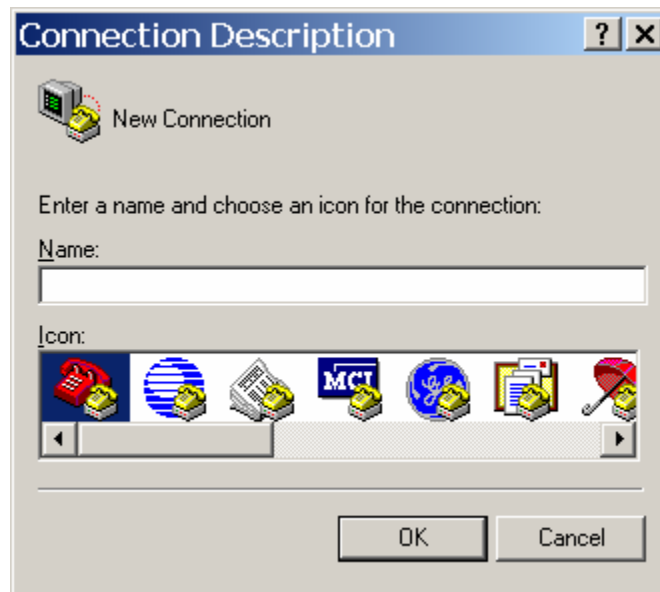 Connection Description
New Connection
Enter a name and choose an icon for the connection:
Name:
Icon:
MCI
OK
Cancel